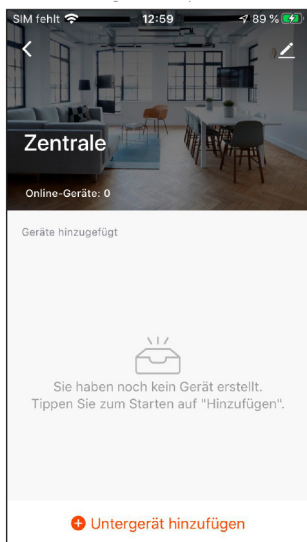 SIM fehlt 12:59 89 %
Zentrale
Online-Geräte: 0
Geräte hinzugefügt
Sie haben noch kein Gerät erstellt.
Tippen Sie zum Starten auf "Hinzufügen".
Untergerät hinzufügen